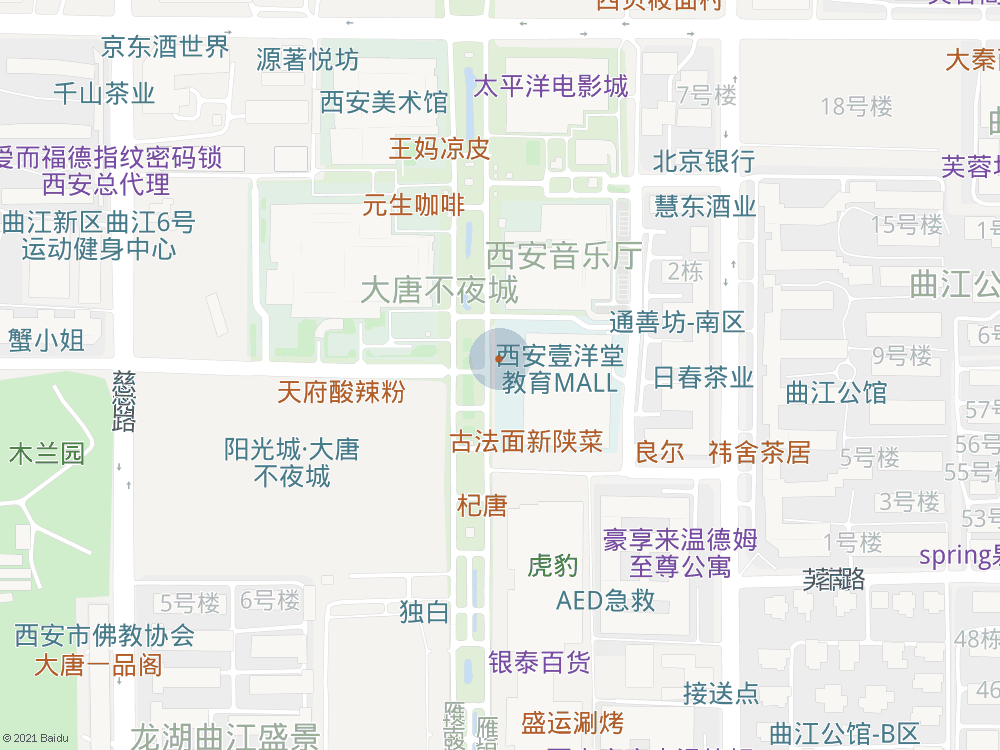 西贡筱面村
京东酒世界
源著悦坊
大秦
千山茶业
西安美术馆
太平洋电影城
7号楼
18号楼
王妈凉皮
爱而福德指纹密码锁
西安总代理
北京银行
芙蓉
元生咖啡
慧东酒业
曲江新区曲江6号
运动健身中心
15号楼
西安音乐厅
2栋
大唐不夜城
曲江公
蟹小姐
通善坊-南区
9号楼
6号
西安壹洋堂
教育MALL
日春茶业
慈恩路
天府酸辣粉
曲江公馆
57号
木兰园
阳光城·大唐
不夜城
古法面新陕菜
良尔
祎舍茶居
5号楼
56号
55号楼
杞唐
3号楼
53号
豪享来温德姆
至尊公寓
1号楼
spring
虎豹
芙蓉南路
AED急救
5号楼
6号楼
独白
西安市佛教协会
大唐一品阁
48栋
银泰百货
接送点
46
龙湖曲江盛景
雁塔南路
雁塔
盛运涮烤
曲江公馆-B区
© 2021 Baidu